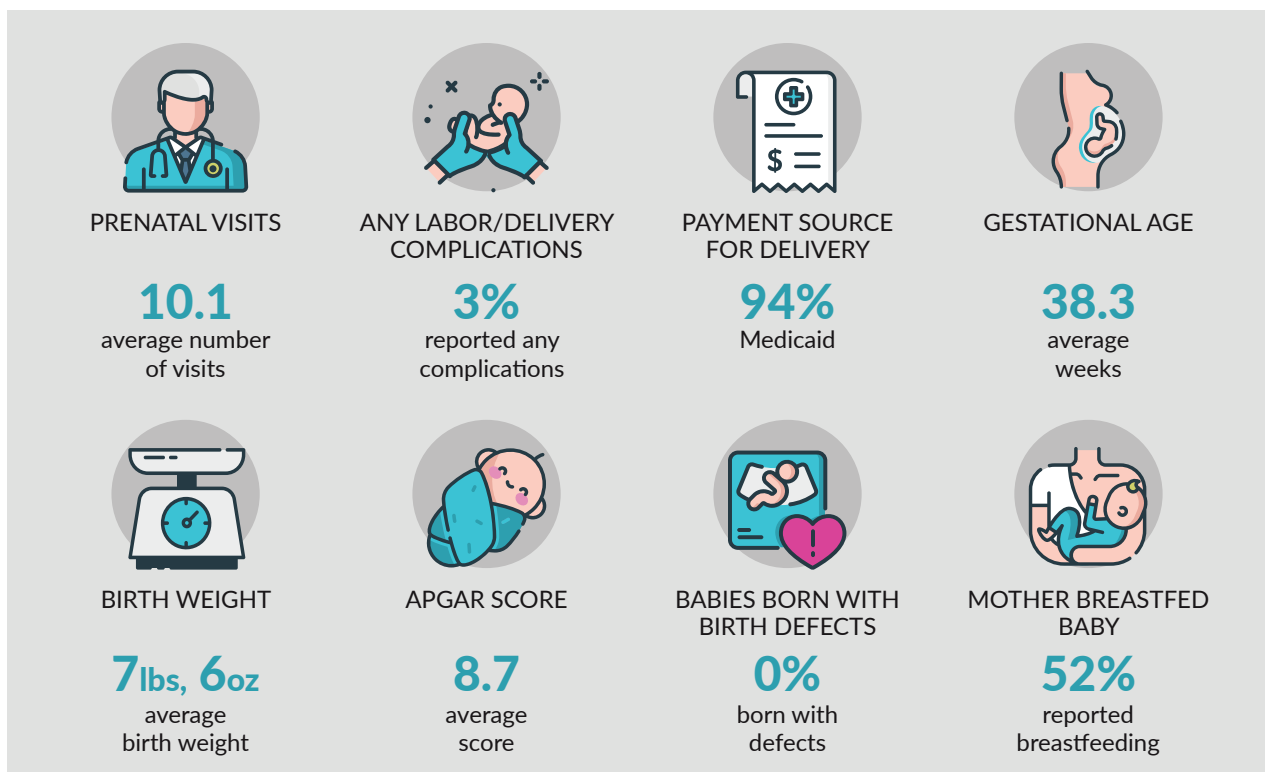 PRENATAL VISITS
10.1
average number
of visits
ANY LABOR/DELIVERY
COMPLICATIONS
3%
reported any
complications
$
PAYMENT SOURCE
FOR DELIVERY
94%
Medicaid
GESTATIONAL AGE
38.3
average
weeks
BIRTH WEIGHT
7lbs, 6oz
average
birth weight
APGAR SCORE
8.7
average
score
BABIES BORN WITH
BIRTH DEFECTS
0%
born with
defects
MOTHER BREASTFED
BABY
52%
reported
breastfeeding